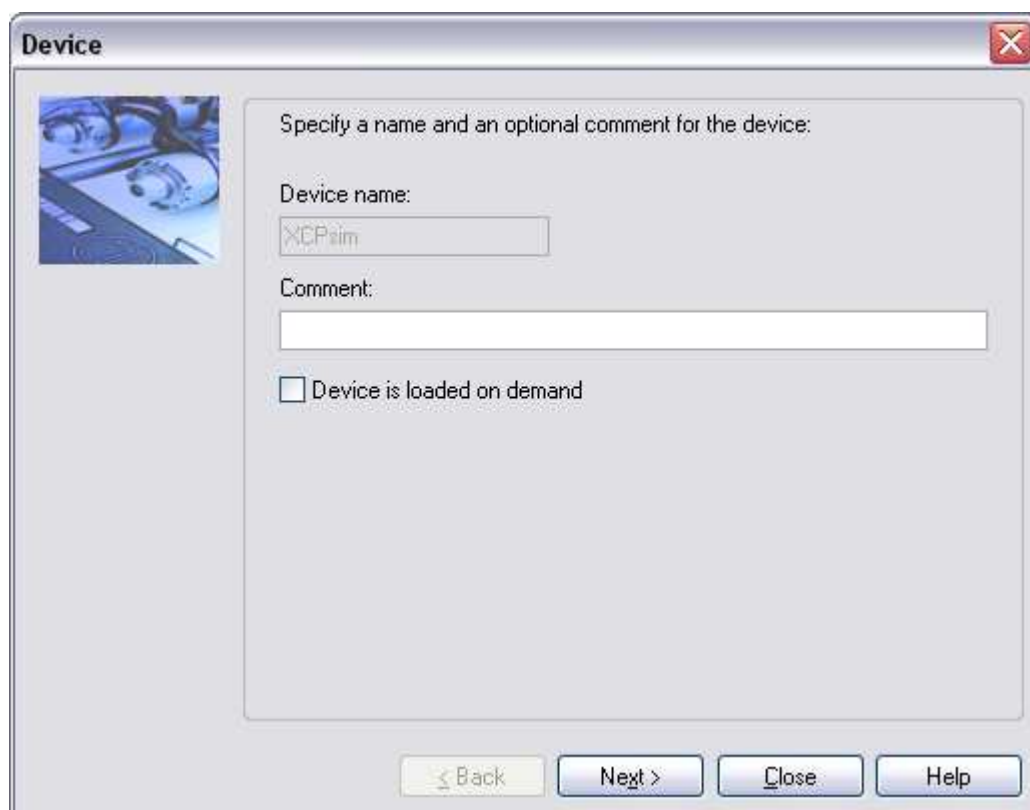 Device
Specify a name and an optional comment for the device:
Device name:
XCPsim
Comment:
Device is loaded on demand
< Back Next > Close Help